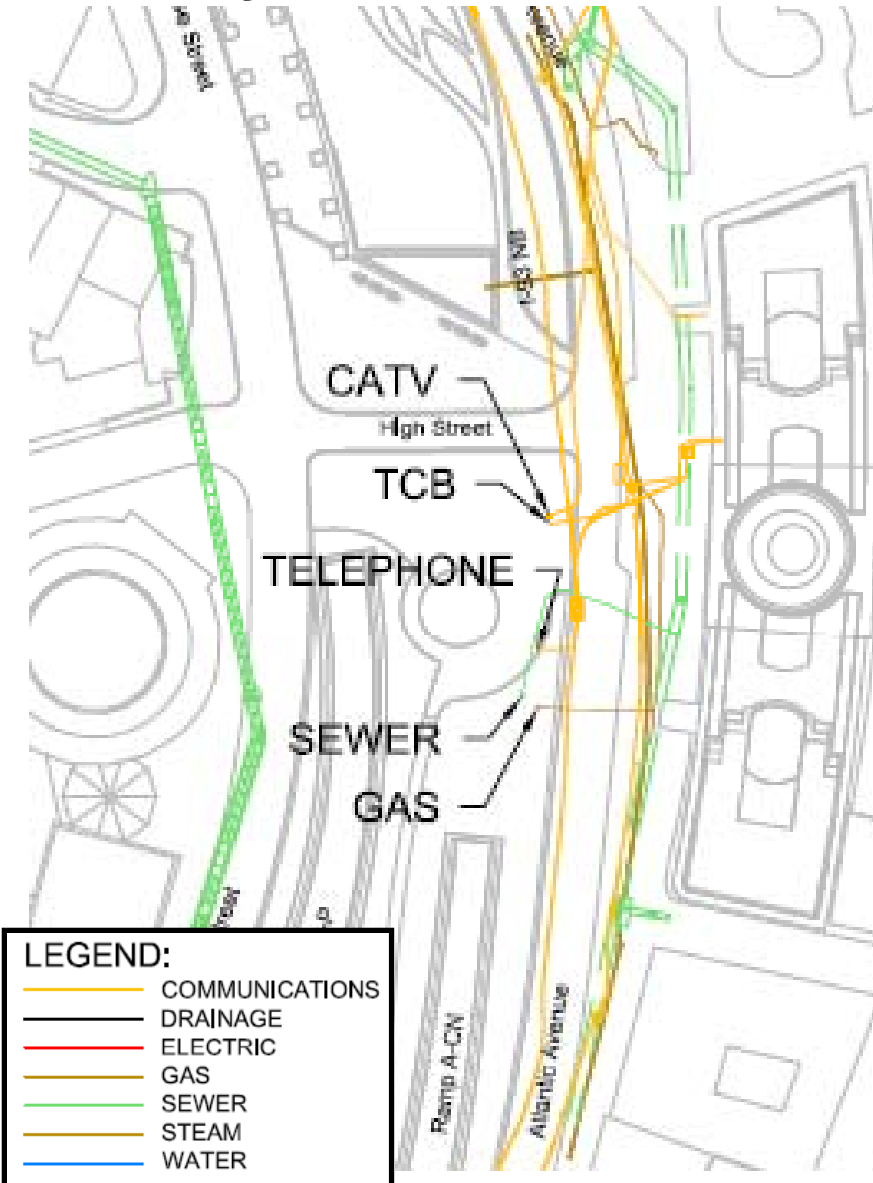 Street
I-93 NB
CATV
High Street
TCB
TELEPHONE
SEWER
GAS
Ramp A-CN
Atlantic Avenue
LEGEND:
COMMUNICATIONS
DRAINAGE
ELECTRIC
GAS
SEWER
STEAM
WATER